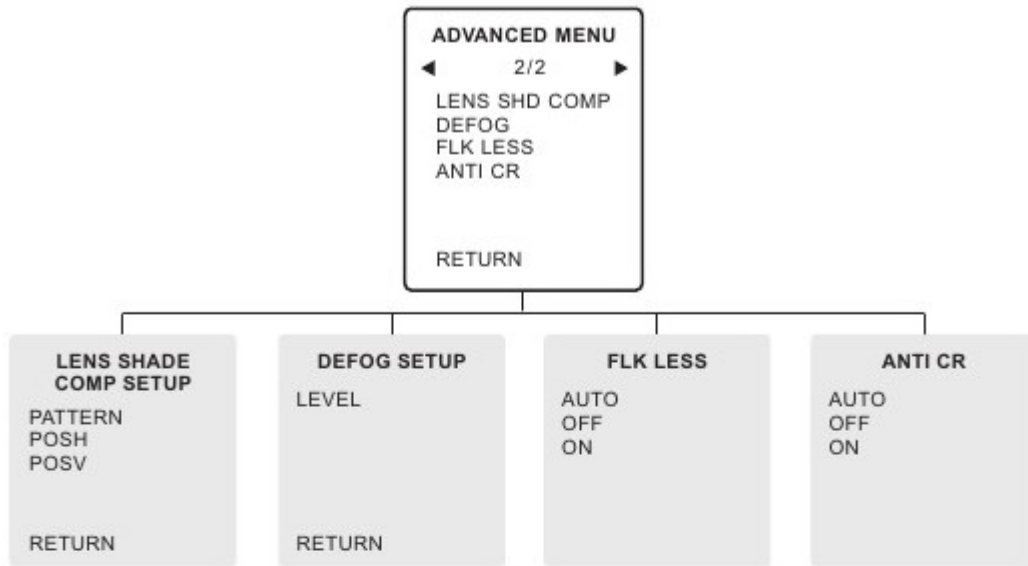 ADVANCED MENU
◀ 2/2 ▶
LENS SHD COMP
DEFOG
FLK LESS
ANTI CR
RETURN
LENS SHADE
COMP SETUP
PATTERN
POSH
POSV
RETURN
DEFOG SETUP
LEVEL
RETURN
FLK LESS
AUTO
OFF
ON
ANTI CR
AUTO
OFF
ON